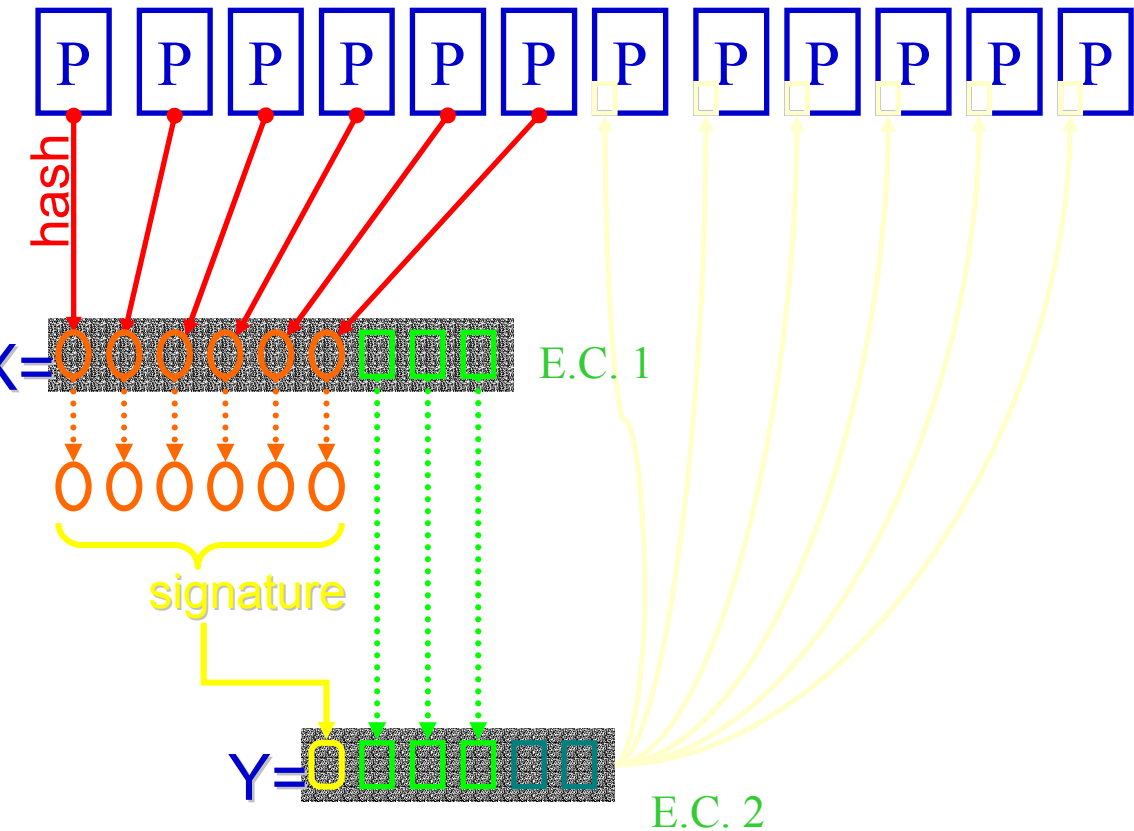 P P P P P P P P P P P P
hash
X=
E.C. 1
signature
Y=
E.C. 2